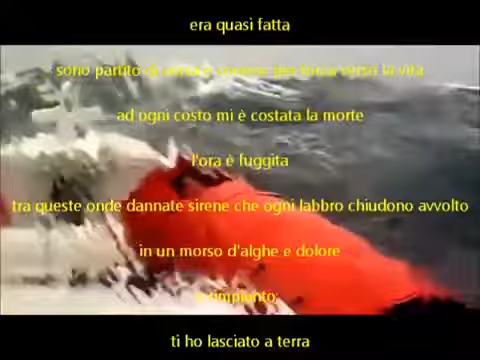 era quasi fatta
sono partito di corsa e correre per forza verso la vita
ad ogni costo mi è costata la morte
l'ora è fuggita
tra queste onde dannate sirene che ogni labbro chiudono avvolto
in un morso d'alghe e dolore
e rimpianto;
ti ho lasciato a terra